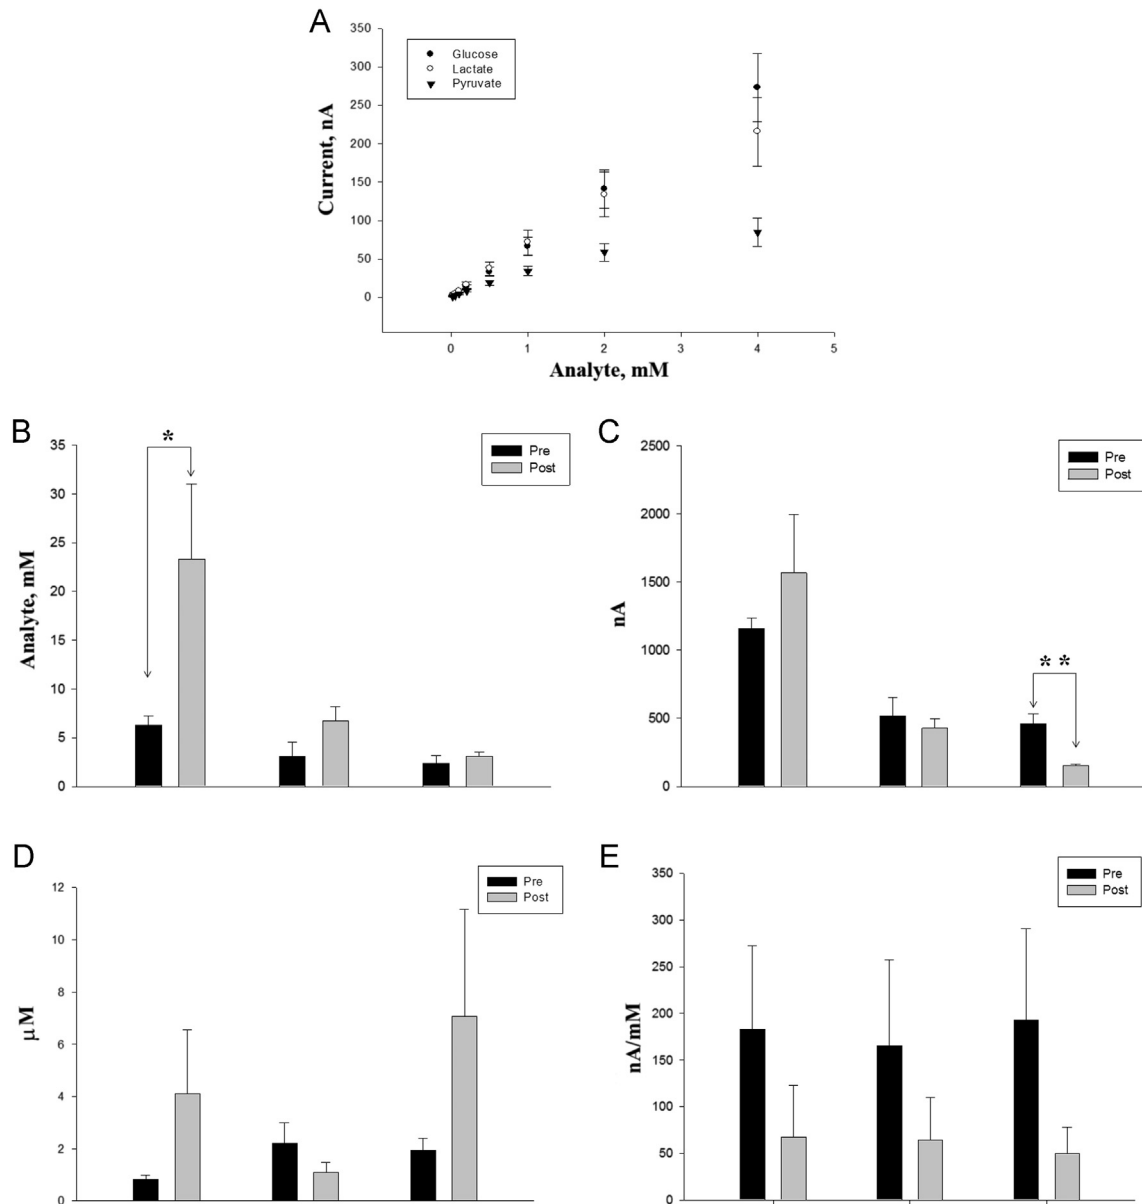 A
350
300
250
200
150
100
50
0
Current, nA
Glucose
Lactate
Pyruvate
0 1 2 3 4 5
Analyte, mM
B
35
30
25
20
15
10
5
0
Analyte, mM
*
Pre
Post
C
2500
2000
1500
1000
500
0
nA
* *
Pre
Post
D
12
10
8
6
4
2
0
µM
Pre
Post
E
350
300
250
200
150
100
50
0
nA/mM
Pre
Post